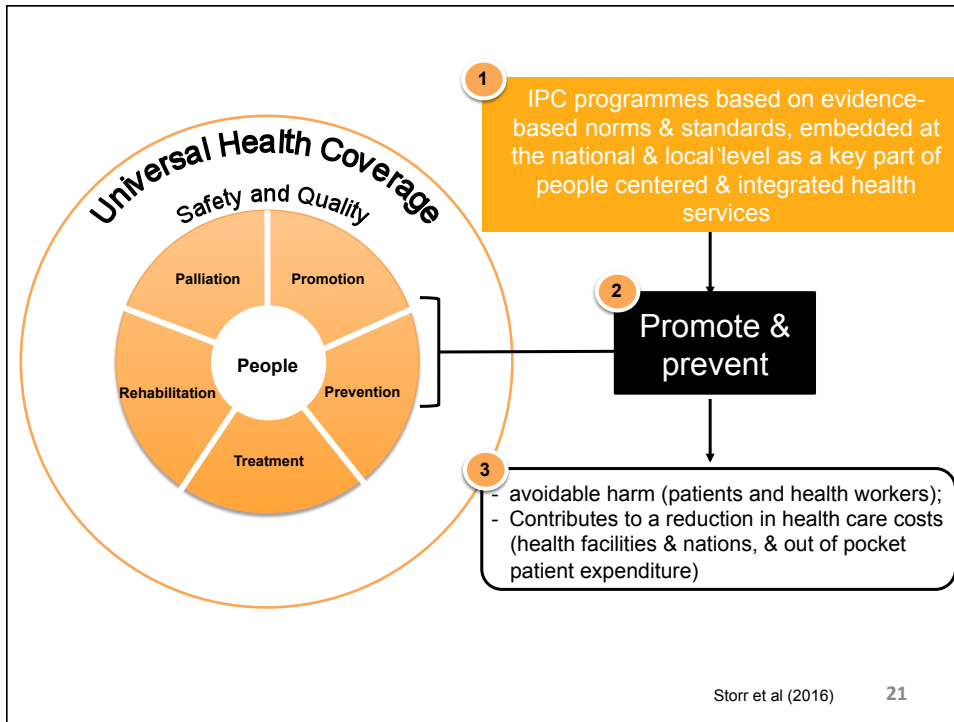 Universal Health Coverage
Safety and Quality
Palliation
Promotion
People
Rehabilitation
Prevention
Treatment
1
IPC programmes based on evidence-
based norms & standards, embedded at
the national & local`level as a key part of
people centered & integrated health
services
2
Promote &
prevent
3
- avoidable harm (patients and health workers);
- Contributes to a reduction in health care costs
(health facilities & nations, & out of pocket
patient expenditure)
Storr et al (2016)
21